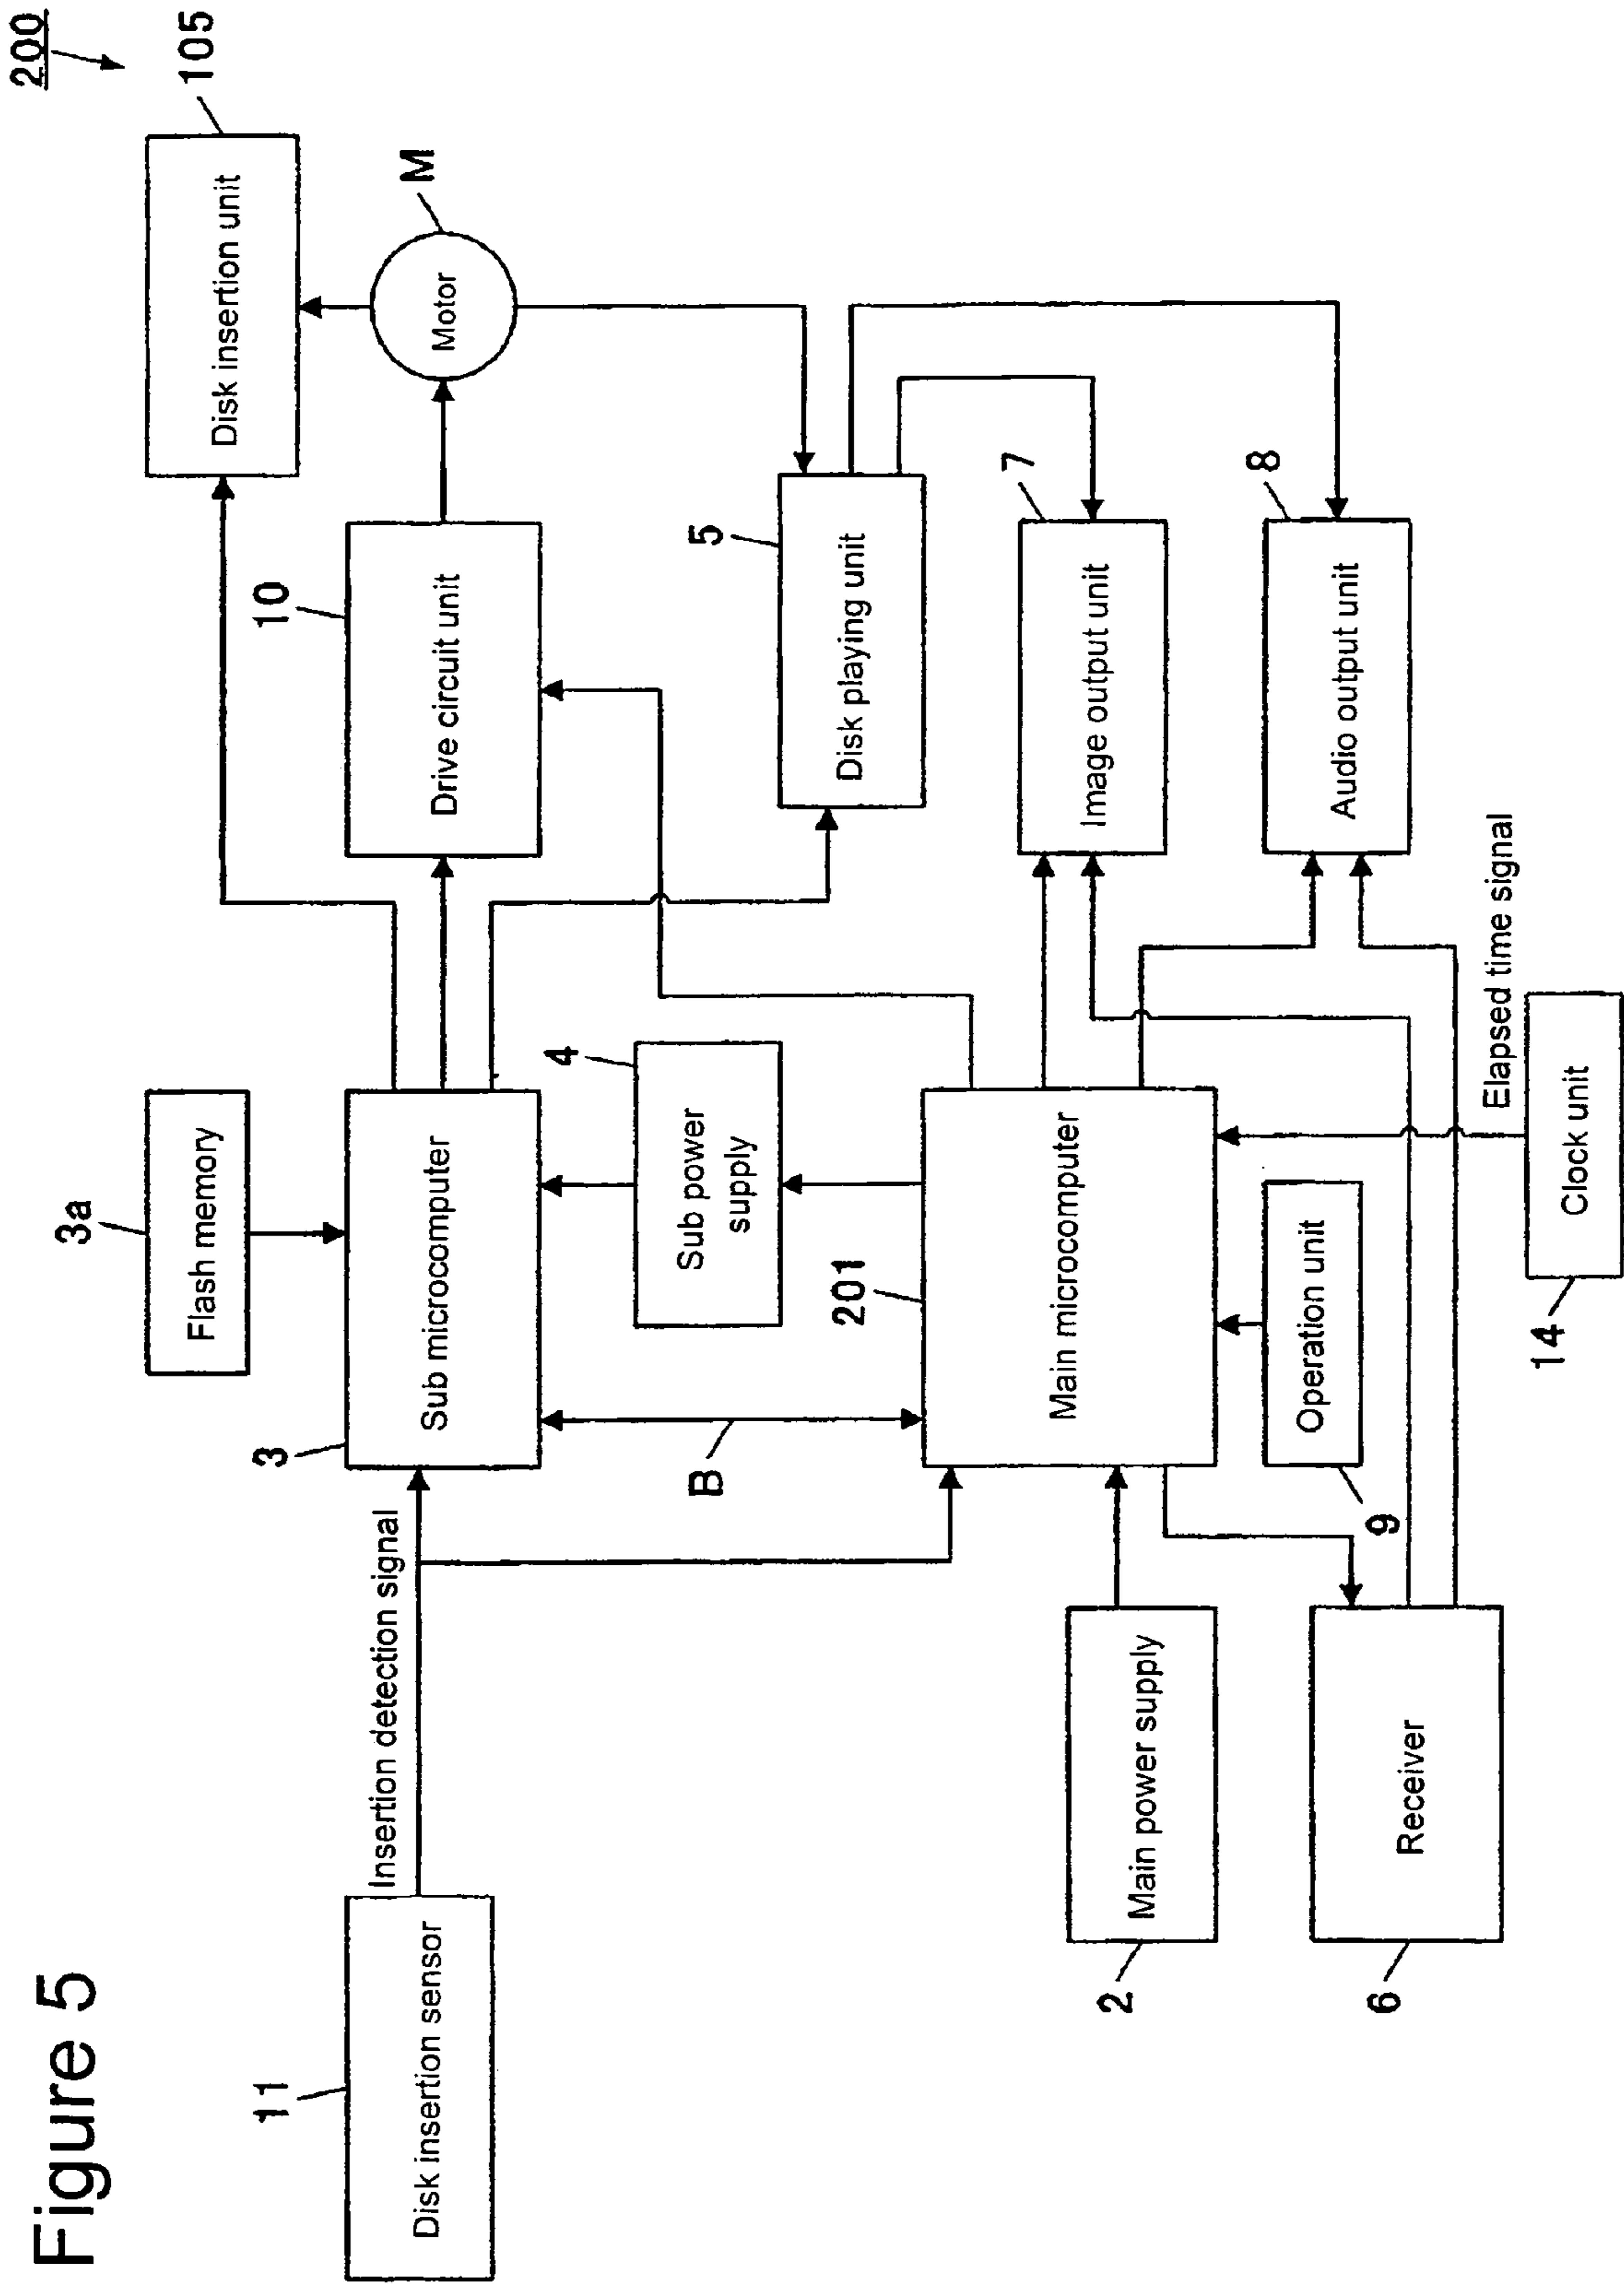 Figure 5
200
105
Disk insertion unit
3a
Flash memory
10
M
Motor
Drive circuit unit
3
Sub microcomputer
11
Disk insertion sensor
Insertion detection signal
4
Sub power
supply
5
Disk playing unit
B
201
Main microcomputer
7
Image output unit
2
Main power supply
8
Audio output unit
9
Operation unit
6
Receiver
Elapsed time signal
14
Clock unit